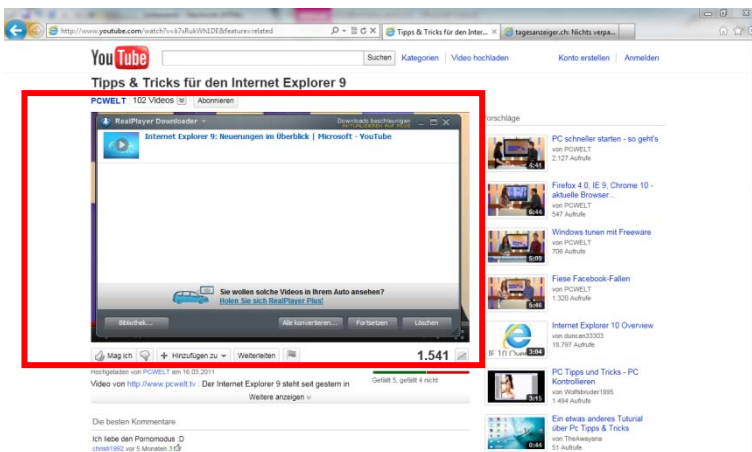 http://www.youtube.com/watch?v=k7xRukWh1DE&feature=related
Tipps & Tricks für den Inter...
tagesanzeiger.ch: Nichts verpa...
YouTube
Suchen
Kategorien
Video hochladen
Konto erstellen
Anmelden
Tipps & Tricks für den Internet Explorer 9
PCWELT 102 Videos
Abonnieren
RealPlayer Downloader
Downloads beschleunigen
AKTUALISIEREN AUF PLUS
Internet Explorer 9: Neuerungen im Überblick | Microsoft - YouTube
Sie wollen solche Videos in Ihrem Auto ansehen?
Holen Sie sich RealPlayer Plus!
Bibliothek...
Alle konvertieren...
Fortsetzen
Löschen
Mag ich
Hinzufügen zu
Weiterleiten
1.541
Hochgeladen von PCWELT am 16.03.2011
Gefällt 5, gefällt 4 nicht
Video von http://www.pcwelt.tv : Der Internet Explorer 9 steht seit gestern in
Weitere anzeigen
Die besten Kommentare
Ich liebe den Pornomodus :D
christi1992 vor 5 Monaten 3
Vorschläge
PC schneller starten - so geht's
von PCWELT
2.127 Aufrufe
4:41
Firefox 4.0, IE 9, Chrome 10 -
aktuelle Browser...
von PCWELT
547 Aufrufe
6:44
Windows tunen mit Freeware
von PCWELT
706 Aufrufe
5:09
Fiese Facebook-Fallen
von PCWELT
1.320 Aufrufe
5:46
Internet Explorer 10 Overview
von duncan33303
18.797 Aufrufe
IE 10 Over
3:04
PC Tipps und Tricks - PC
Kontrollieren
von Wolfsbruder1995
1.494 Aufrufe
3:15
Ein etwas anderes Tuturial
über Pc Tipps & Tricks
von TheAwayana
51 Aufrufe
0:44